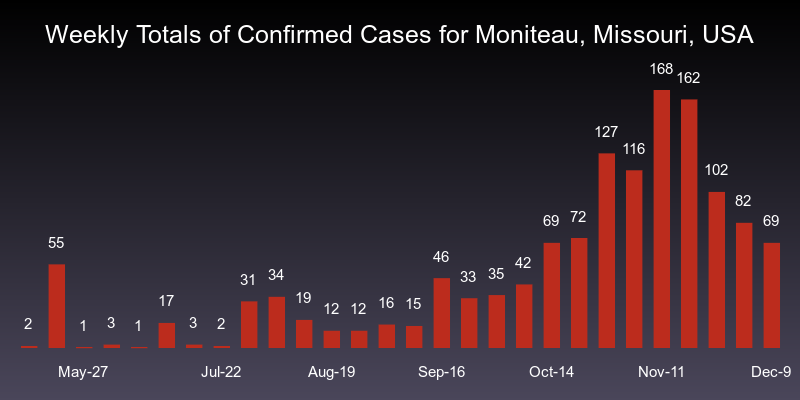 Weekly Totals of Confirmed Cases for Moniteau, Missouri, USA
2 55 1 3 1 17 3 2 31 34 19 12 12 16 15 46 33 35 42 69 72 127 116 168 162 102 82 69
May-27 Jul-22 Aug-19 Sep-16 Oct-14 Nov-11 Dec-9